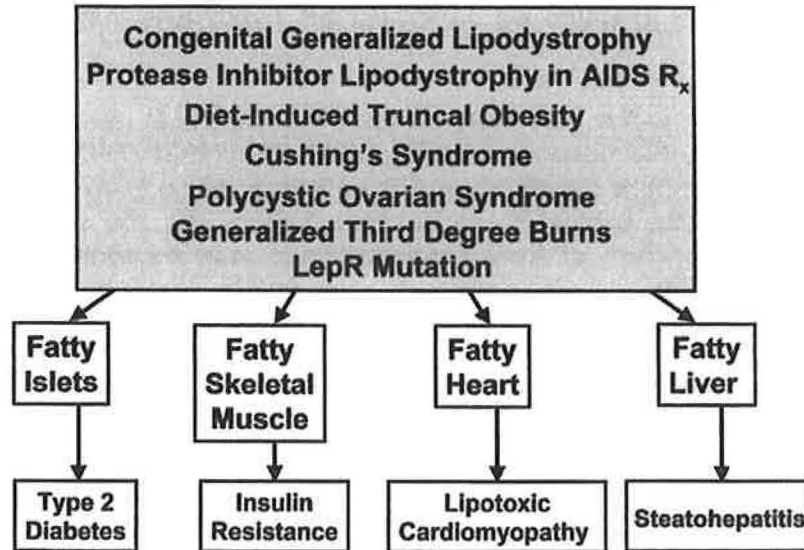 Congenital Generalized Lipodystrophy
Protease Inhibitor Lipodystrophy in AIDS Rx
Diet-Induced Truncal Obesity
Cushing's Syndrome
Polycystic Ovarian Syndrome
Generalized Third Degree Burns
LepR Mutation
Fatty
Islets
Fatty
Skeletal
Muscle
Fatty
Heart
Fatty
Liver
Type 2
Diabetes
Insulin
Resistance
Lipotoxic
Cardiomyopathy
Steatohepatitis